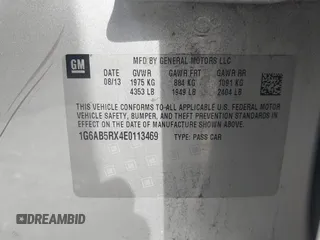 GM
MFD BY GENERAL MOTORS LLC
08/13
GVWR
GAWR FRT
GAWR RR
1975 KG
884 KG
1091 KG
4353 LB
1949 LB
2404 LB
THIS VEHICLE CONFORMS TO ALL APPLICABLE U.S. FEDERAL MOTOR
VEHICLE SAFETY, BUMPER, AND THEFT PREVENTION STANDARDS IN
EFFECT ON THE DATE OF MANUFACTURE SHOWN ABOVE.
1G6AB5RX4E0113469
TYPE: PASS CAR
DREAMBID